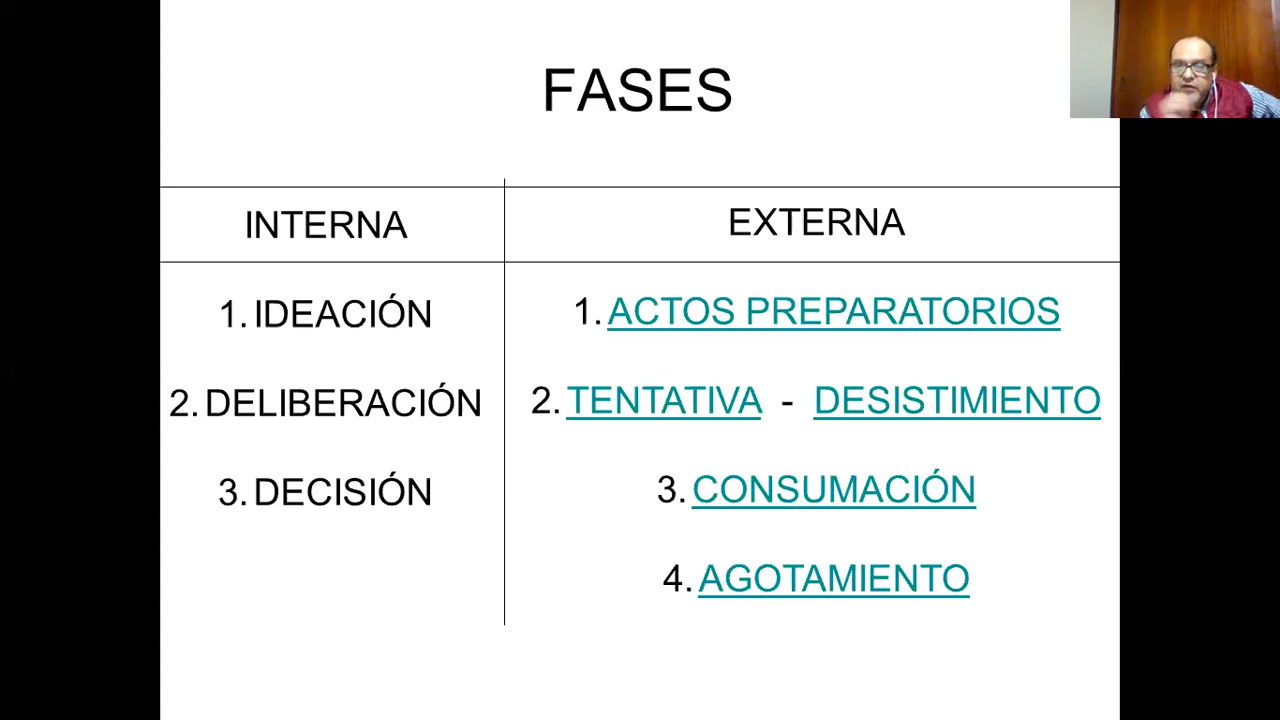 FASES
INTERNA
EXTERNA
1. IDEACIÓN
1. ACTOS PREPARATORIOS
2. DELIBERACIÓN
2. TENTATIVA - DESISTIMIENTO
3. DECISIÓN
3. CONSUMACIÓN
4. AGOTAMIENTO